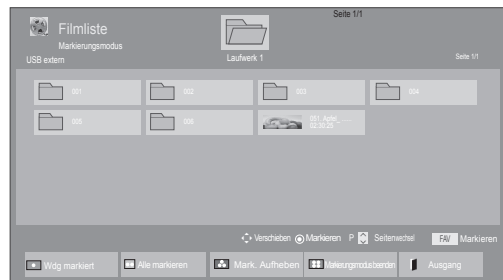 Seite 1/1
Filmliste
Markierungsmodus
USB extern
Laufwerk 1
Seite 1/1
001
002
003
004
005
006
051. Apfel_......
02:30:25
Verschieben Markieren P Seitenwechsel FAV Markieren
Wdg markiert
Alle markieren
Mark. Aufheben
Markierungsmodus beenden
Ausgang